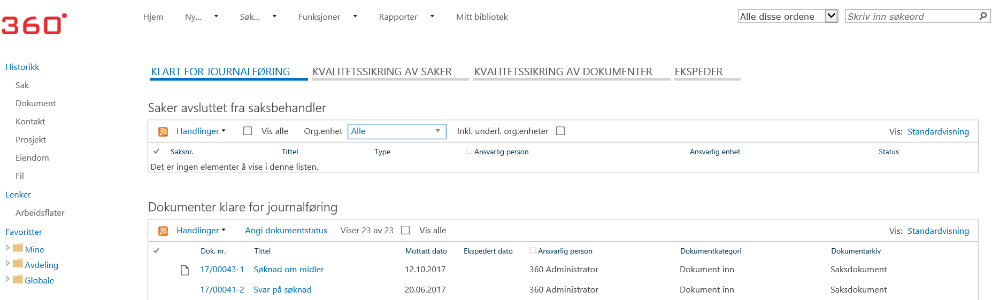 360°
Hjem Ny... Søk... Funksjoner Rapporter Mitt bibliotek Alle disse ordene Skriv inn søkeord
Historikk
Sak
Dokument
Kontakt
Prosjekt
Eiendom
Fil
Lenker
Arbeidsflater
Favoritter
Mine
Avdeling
Globale
KLART FOR JOURNALFØRING KVALITETSSIKRING AV SAKER KVALITETSSIKRING AV DOKUMENTER EKSPEDER
Saker avsluttet fra saksbehandler
Handlinger Vis alle Org.enhet Alle Inkl. underl. org.enheter Vis: Standardvisning
Saksnr. Tittel Type Ansvarlig person Ansvarlig enhet Status
Det er ingen elementer å vise i denne listen.
Dokumenter klare for journalføring
Handlinger Angi dokumentstatus Viser 23 av 23 Vis alle Vis: Standardvisning
Dok. nr. Tittel Mottatt dato Ekspedert dato Ansvarlig person Dokumentkategori Dokumentarkiv
17/00043-1 Søknad om midler 12.10.2017 360 Administrator Dokument inn Saksdokument
17/00041-2 Svar på søknad 20.06.2017 360 Administrator Dokument inn Saksdokument